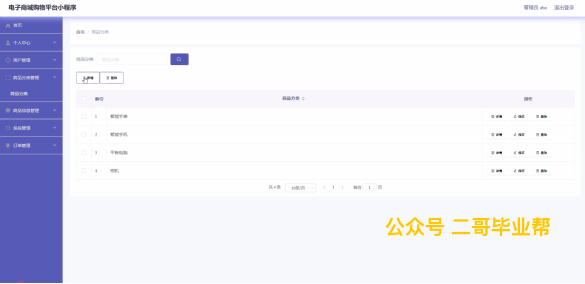 电子商城购物平台小程序
管理员 abo 退出登录
首页
首页 / 商品分类
个人中心
用户管理
商品分类 商品分类
商品分类管理
新增 删除
商品分类
索引 商品分类 操作
商品信息管理
1 智能手表 详情 修改 删除
系统管理
2 智能手机 详情 修改 删除
订单管理
3 平板电脑 详情 修改 删除
4 相机 详情 修改 删除
共 4 条 10条/页 1 前往 1 页
公众号 二哥毕业帮